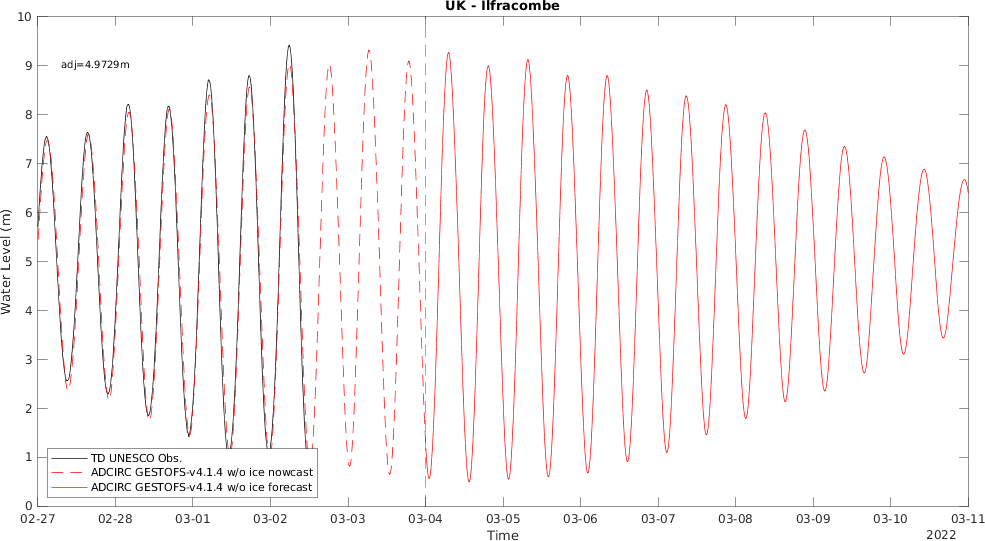 UK - Ilfracombe
adj=4.9729m
10
9
8
7
6
5
4
3
2
1
0
Water Level (m)
TD UNESCO Obs.
ADCIRC GESTOFS-v4.1.4 w/o ice nowcast
ADCIRC GESTOFS-v4.1.4 w/o ice forecast
02-27 02-28 03-01 03-02 03-03 03-04 03-05 03-06 03-07 03-08 03-09 03-10 03-11
Time
2022